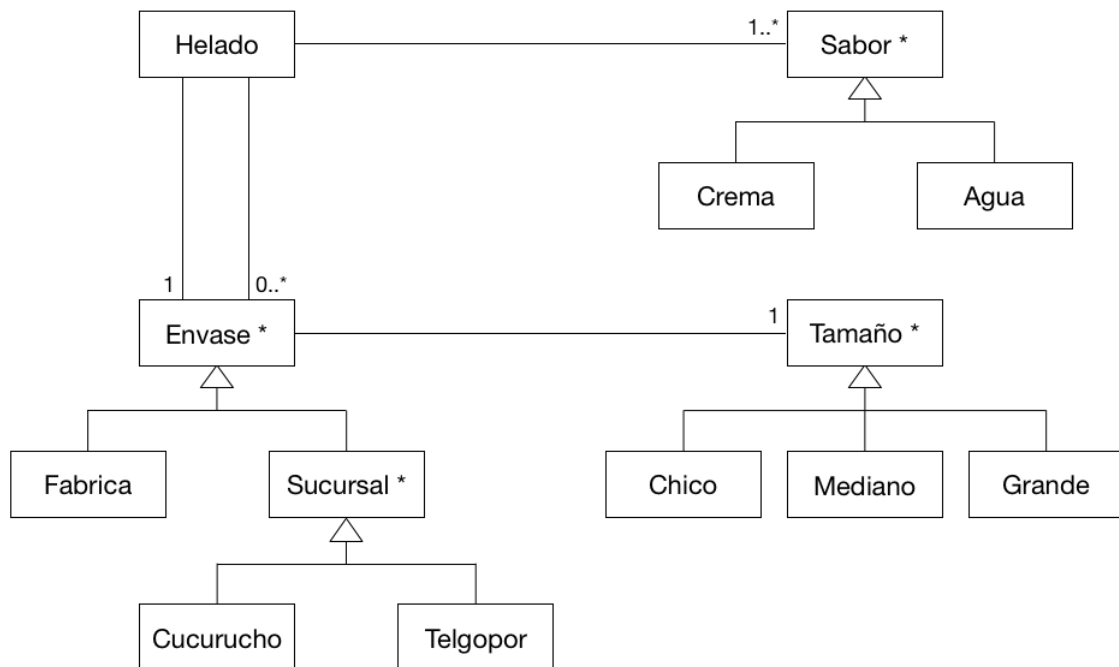 Helado
1..*
Sabor *
Crema
Agua
1
0..*
Envase *
1
Tamaño *
Fabrica
Sucursal *
Chico
Mediano
Grande
Cucurucho
Telgopor